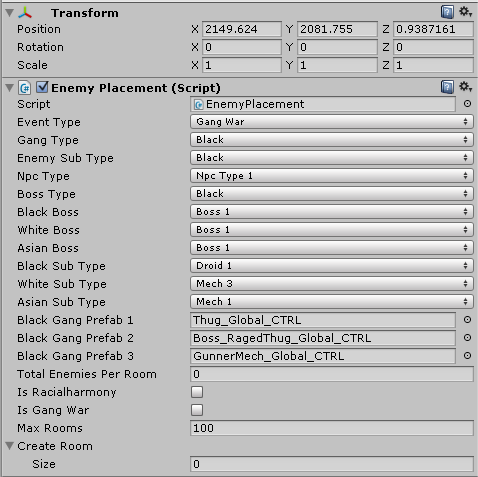 Transform
Position X 2149.624 Y 2081.755 Z 0.9387161
Rotation X 0 Y 0 Z 0
Scale X 1 Y 1 Z 1
Enemy Placement (Script)
Script EnemyPlacement
Event Type Gang War
Gang Type Black
Enemy Sub Type Black
Npc Type Npc Type 1
Boss Type Black
Black Boss Boss 1
White Boss Boss 1
Asian Boss Boss 1
Black Sub Type Droid 1
White Sub Type Mech 3
Asian Sub Type Mech 1
Black Gang Prefab 1 Thug_Global_CTRL
Black Gang Prefab 2 Boss_RagedThug_Global_CTRL
Black Gang Prefab 3 GunnerMech_Global_CTRL
Total Enemies Per Room 0
Is Racialharmony
Is Gang War
Max Rooms 100
Create Room
Size 0